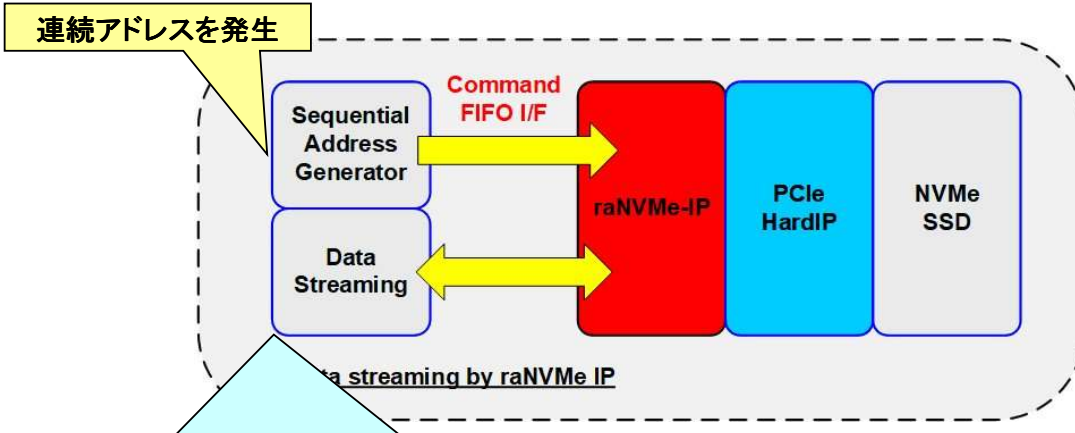 連続アドレスを発生
Command
FIFO I/F
Sequential
Address
Generator
raNVMe-IP
PCIe
HardIP
NVMe
SSD
Data
Streaming
streaming by raNVMe IP